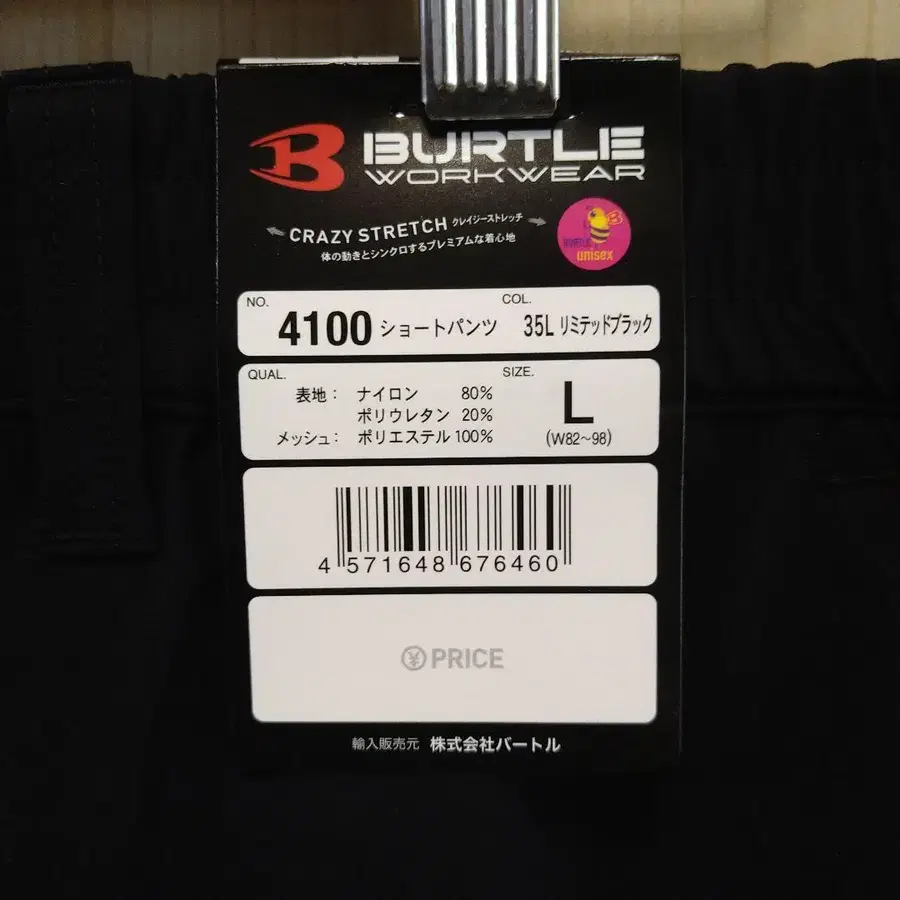 BURTLE
WORKWEAR
CRAZY STRETCH クレイジーストレッチ
体の動きとシンクロするプレミアムな着心地
BURTLE
unisex
NO.
4100 ショートパンツ
COL.
35L リミテッドブラック
QUAL.
表地: ナイロン 80%
ポリウレタン 20%
メッシュ: ポリエステル 100%
SIZE.
L
(W82～98)
4 571648 676460
PRICE
輸入販売元 株式会社バートル